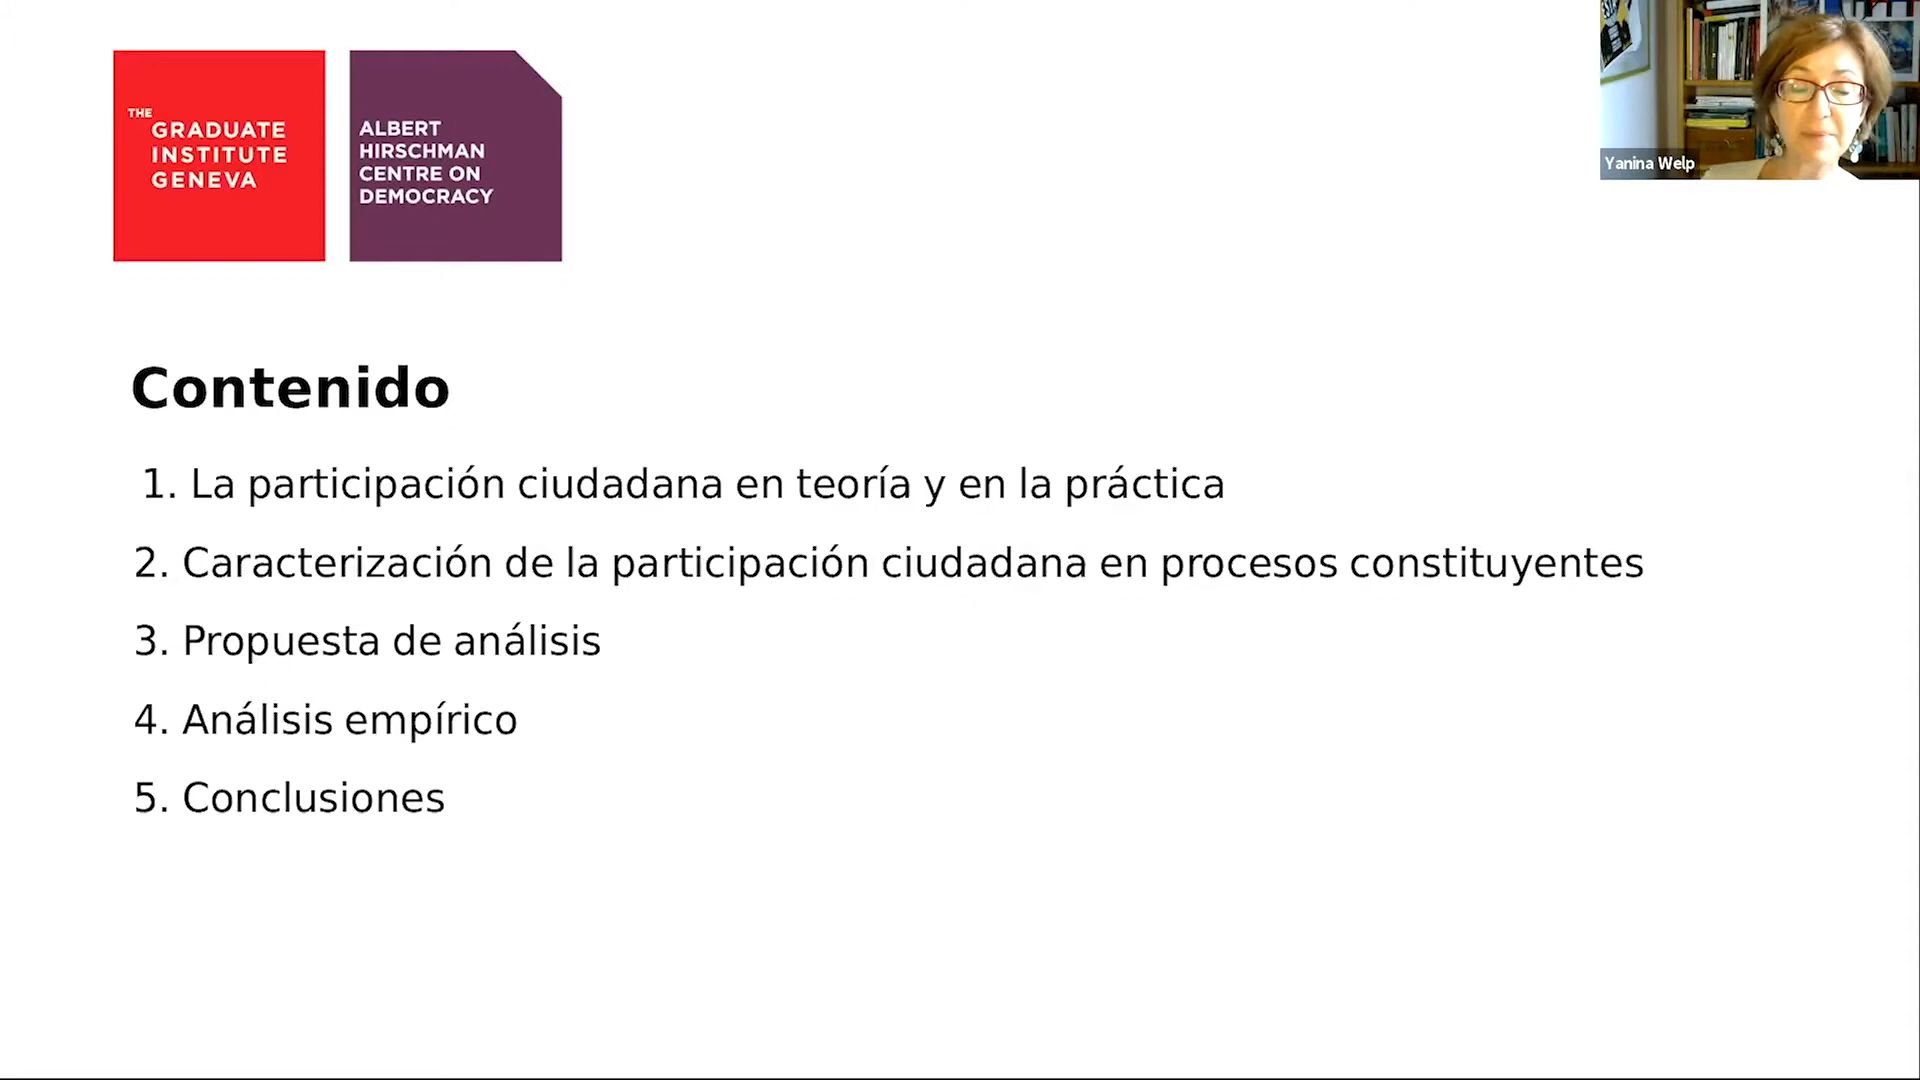 THE
GRADUATE
INSTITUTE
GENEVA
ALBERT
HIRSCHMAN
CENTRE ON
DEMOCRACY
Yanina Welp
Contenido
1. La participación ciudadana en teoría y en la práctica
2. Caracterización de la participación ciudadana en procesos constituyentes
3. Propuesta de análisis
4. Análisis empírico
5. Conclusiones